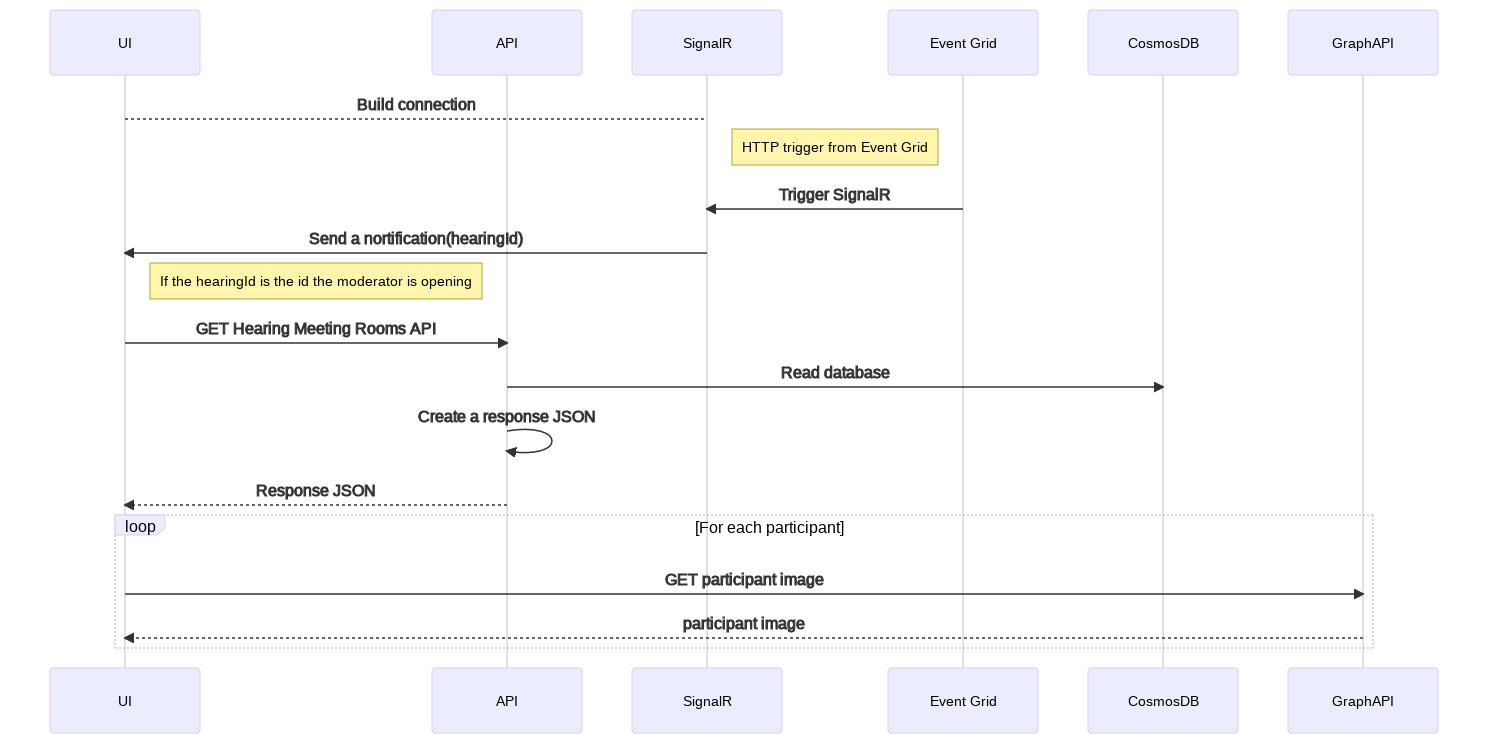 UI
API
SignalR
Event Grid
CosmosDB
GraphAPI
Build connection
HTTP trigger from Event Grid
Trigger SignalR
Send a nortification(hearingId)
If the hearingId is the id the moderator is opening
GET Hearing Meeting Rooms API
Read database
Create a response JSON
Response JSON
loop
[For each participant]
GET participant image
participant image
UI
API
SignalR
Event Grid
CosmosDB
GraphAPI